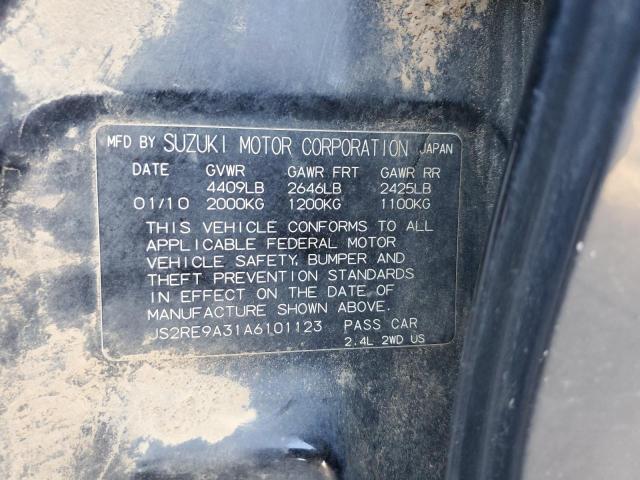 MFD BY SUZUKI MOTOR CORPORATION JAPAN
DATE GVWR GAWR FRT GAWR RR
4409LB 2646LB 2425LB
01/10 2000KG 1200KG 1100KG
THIS VEHICLE CONFORMS TO ALL
APPLICABLE FEDERAL MOTOR
VEHICLE SAFETY, BUMPER AND
THEFT PREVENTION STANDARDS
IN EFFECT ON THE DATE OF
MANUFACTURE SHOWN ABOVE.
JS2RE9A31A6101123 PASS CAR
2.4L 2WD US